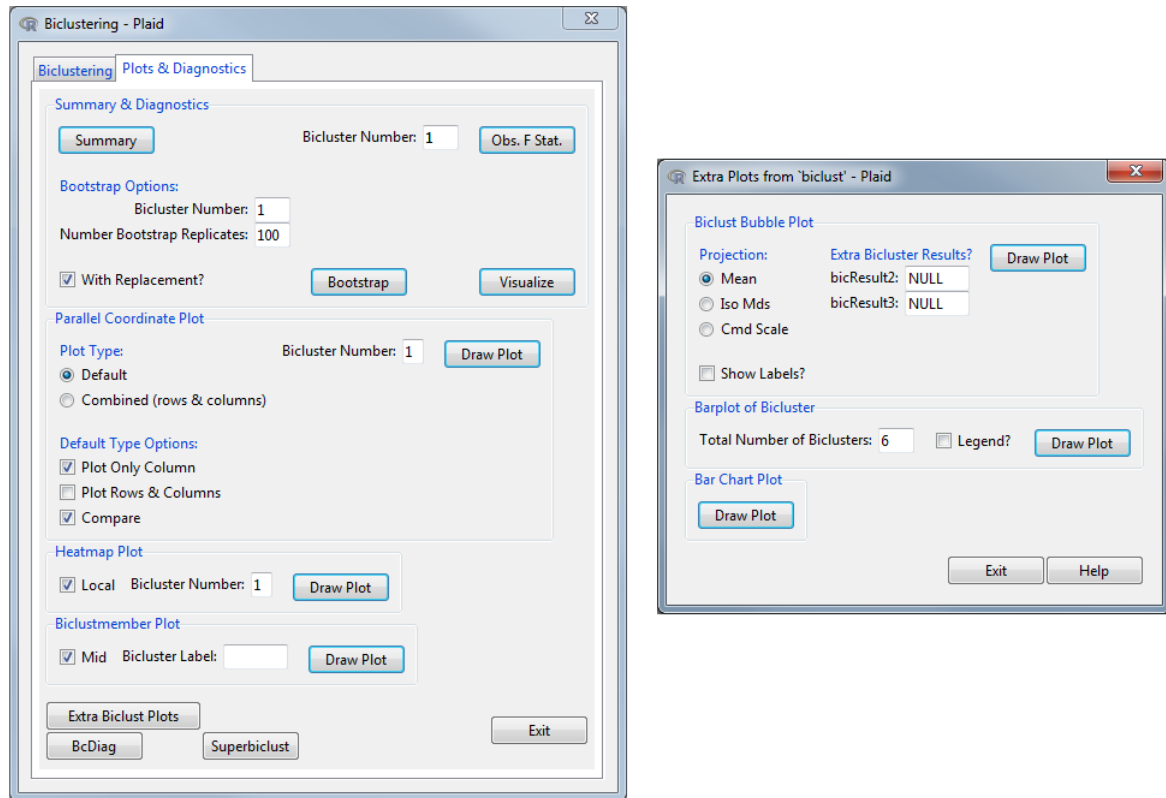 Biclustering - Plaid
Biclustering
Plots & Diagnostics
Summary & Diagnostics
Summary
Bicluster Number: 1
Obs. F Stat.
Bootstrap Options:
Bicluster Number: 1
Number Bootstrap Replicates: 100
With Replacement?
Bootstrap
Visualize
Parallel Coordinate Plot
Plot Type:
Bicluster Number: 1
Draw Plot
Default
Combined (rows & columns)
Default Type Options:
Plot Only Column
Plot Rows & Columns
Compare
Heatmap Plot
Local
Bicluster Number: 1
Draw Plot
Biclustmember Plot
Mid
Bicluster Label:
Draw Plot
Extra Biclust Plots
BcDiag
Superbiclust
Exit
Extra Plots from `biclust' - Plaid
Biclust Bubble Plot
Projection:
Extra Bicluster Results?
Draw Plot
Mean
bicResult2: NULL
Iso Mds
bicResult3: NULL
Cmd Scale
Show Labels?
Barplot of Bicluster
Total Number of Biclusters: 6
Legend?
Draw Plot
Bar Chart Plot
Draw Plot
Exit
Help